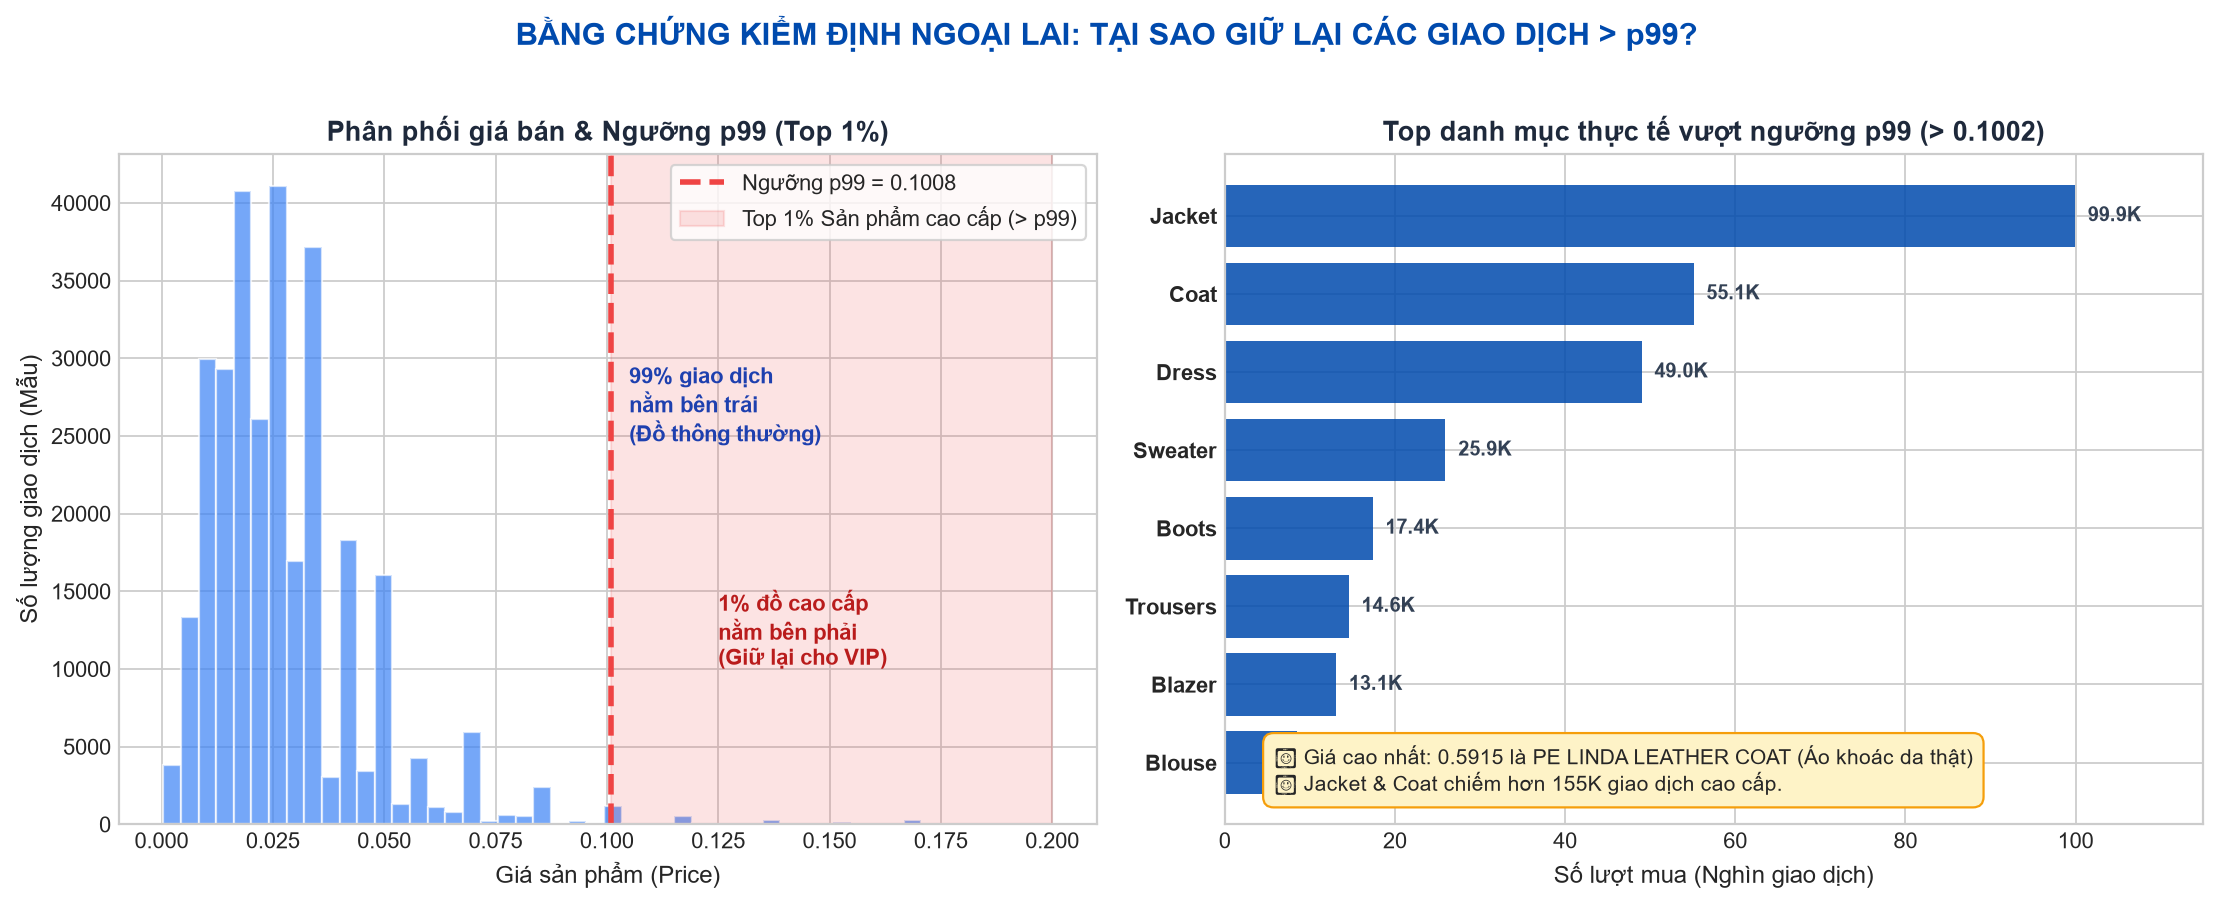 BẰNG CHỨNG KIỂM ĐỊNH NGOẠI LAI: TẠI SAO GIỮ LẠI CÁC GIAO DỊCH > p99?
Phân phối giá bán & Ngưỡng p99 (Top 1%)
Số lượng giao dịch (Mẫu)
40000
35000
30000
25000
20000
15000
10000
5000
0
Ngưỡng p99 = 0.1008
Top 1% Sản phẩm cao cấp (> p99)
99% giao dịch
nằm bên trái
(Đồ thông thường)
1% đồ cao cấp
nằm bên phải
(Giữ lại cho VIP)
0.000 0.025 0.050 0.075 0.100 0.125 0.150 0.175 0.200
Giá sản phẩm (Price)
Top danh mục thực tế vượt ngưỡng p99 (> 0.1002)
Jacket 99.9K
Coat 55.1K
Dress 49.0K
Sweater 25.9K
Boots 17.4K
Trousers 14.6K
Blazer 13.1K
Blouse
Giá cao nhất: 0.5915 là PE LINDA LEATHER COAT (Áo khoác da thật)
Jacket & Coat chiếm hơn 155K giao dịch cao cấp.
0 20 40 60 80 100
Số lượt mua (Nghìn giao dịch)